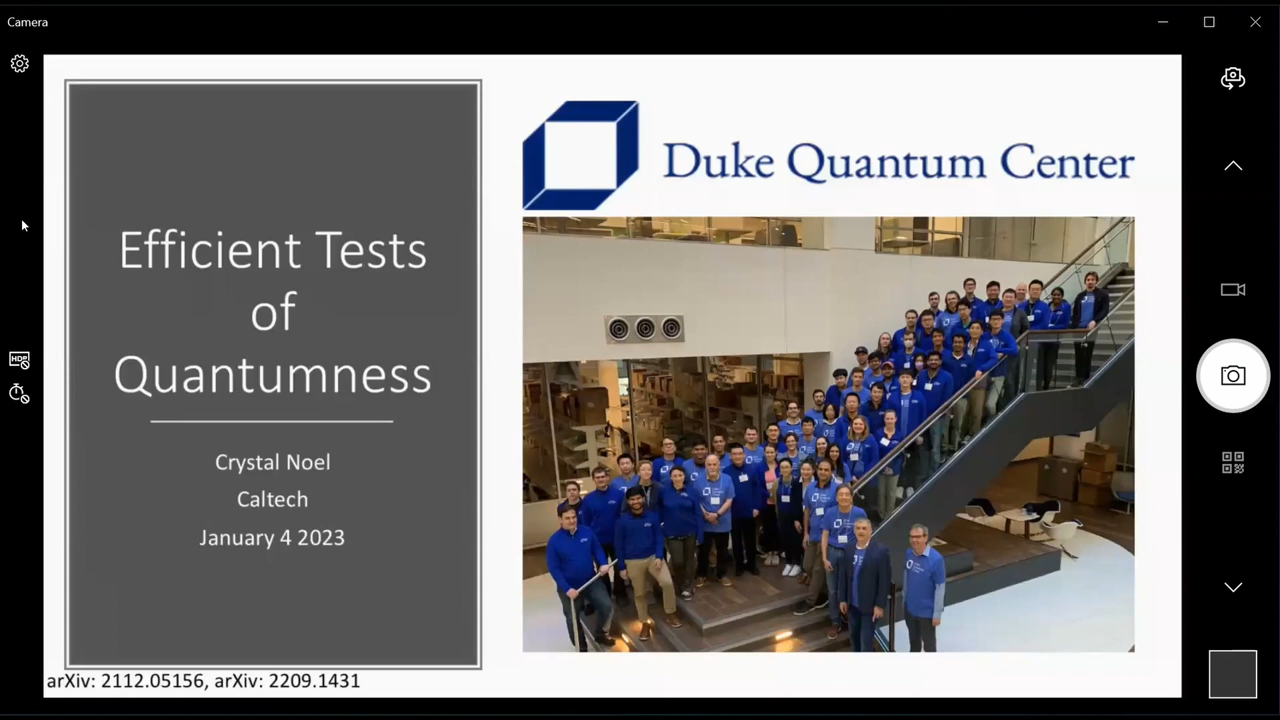 Camera
Efficient Tests
of
Quantumness
Crystal Noel
Caltech
January 4 2023
Duke Quantum Center
HDR
arXiv: 2112.05156, arXiv: 2209.1431